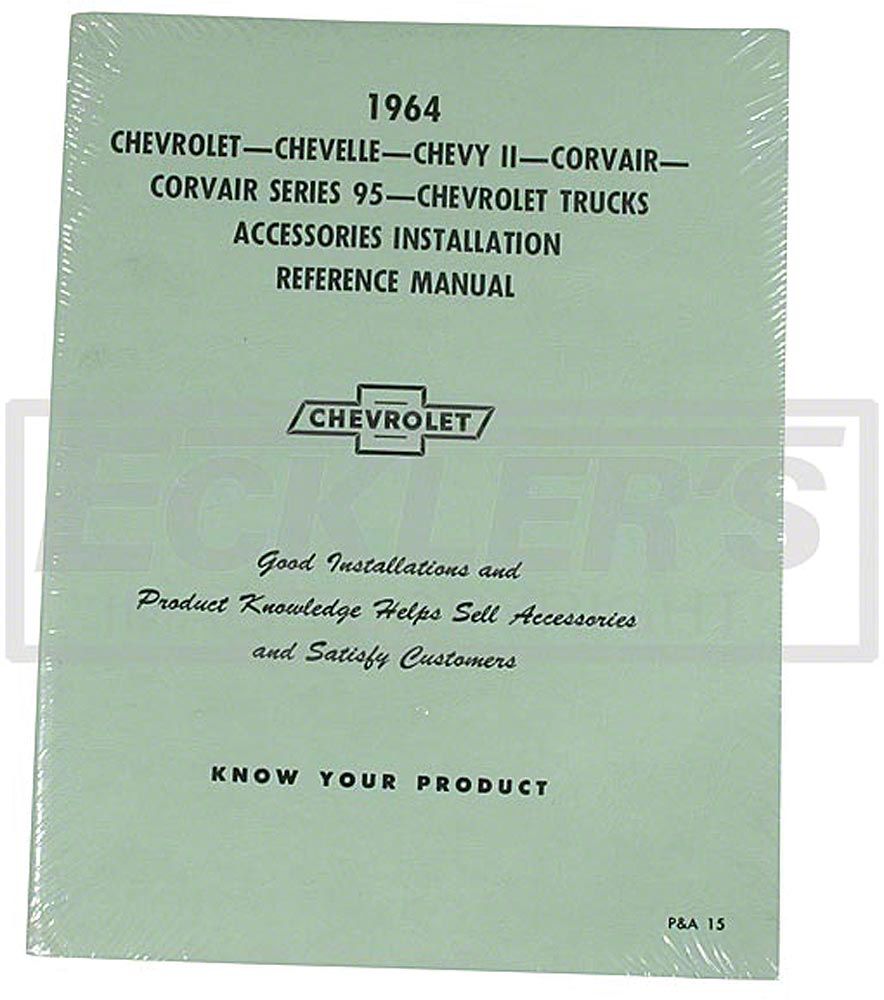 1964
CHEVROLET—CHEVELLE—CHEVY II—CORVAIR—
CORVAIR SERIES 95—CHEVROLET TRUCKS
ACCESSORIES INSTALLATION
REFERENCE MANUAL
CHEVROLET
ECKLER'S
Good Installations and
Product Knowledge Helps Sell Accessories
and Satisfy Customers
KNOW YOUR PRODUCT
P&A 15